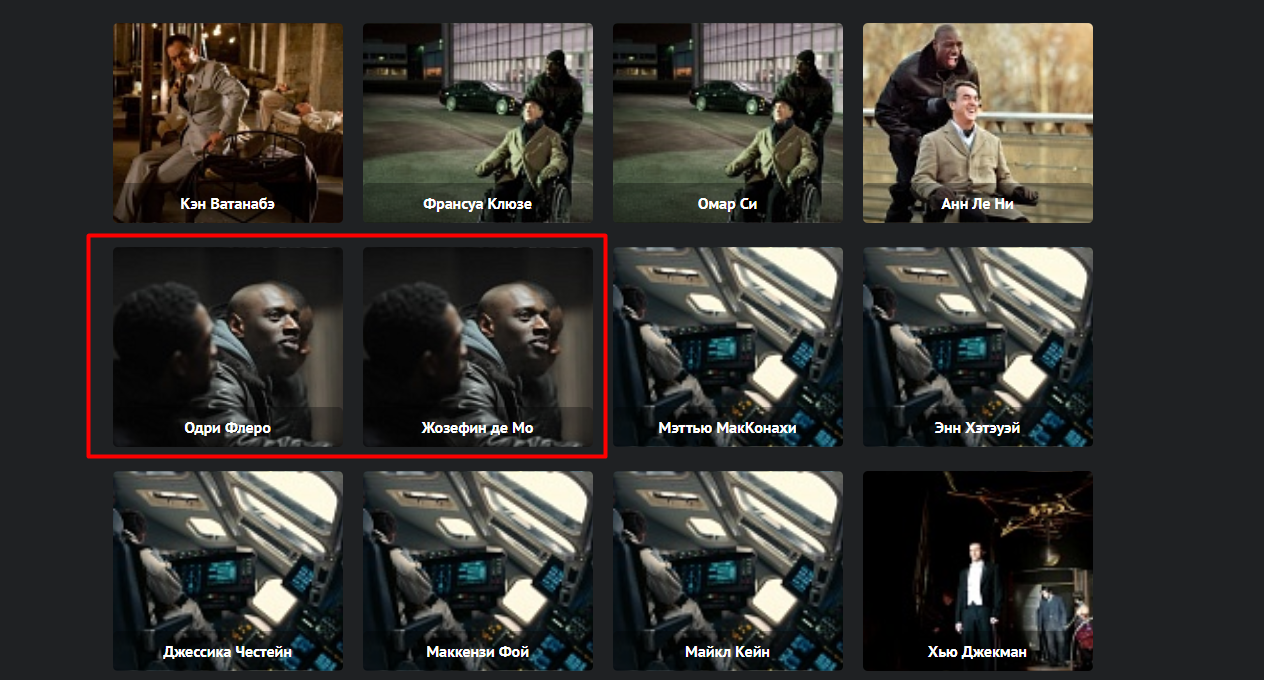 Кэн Ватанабэ
Франсуа Клюзе
Омар Си
Анн Ле Ни
Одри Флеро
Жозефин де Мо
Мэттью МакКонахи
Энн Хэтэуэй
Джессика Честейн
Маккензи Фой
Майкл Кейн
Хью Джекман